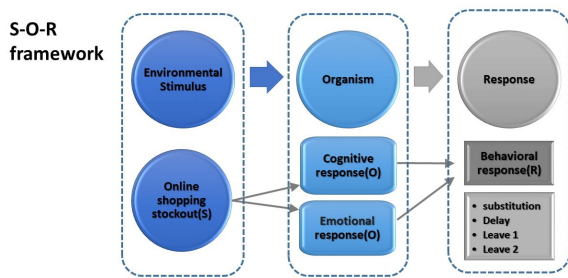 S-O-R
framework
Environmental
Stimulus
Organism
Response
Online
shopping
stockout(S)
Cognitive
response(O)
Emotional
response(O)
Behavioral
response(R)
• substitution
• Delay
• Leave 1
• Leave 2